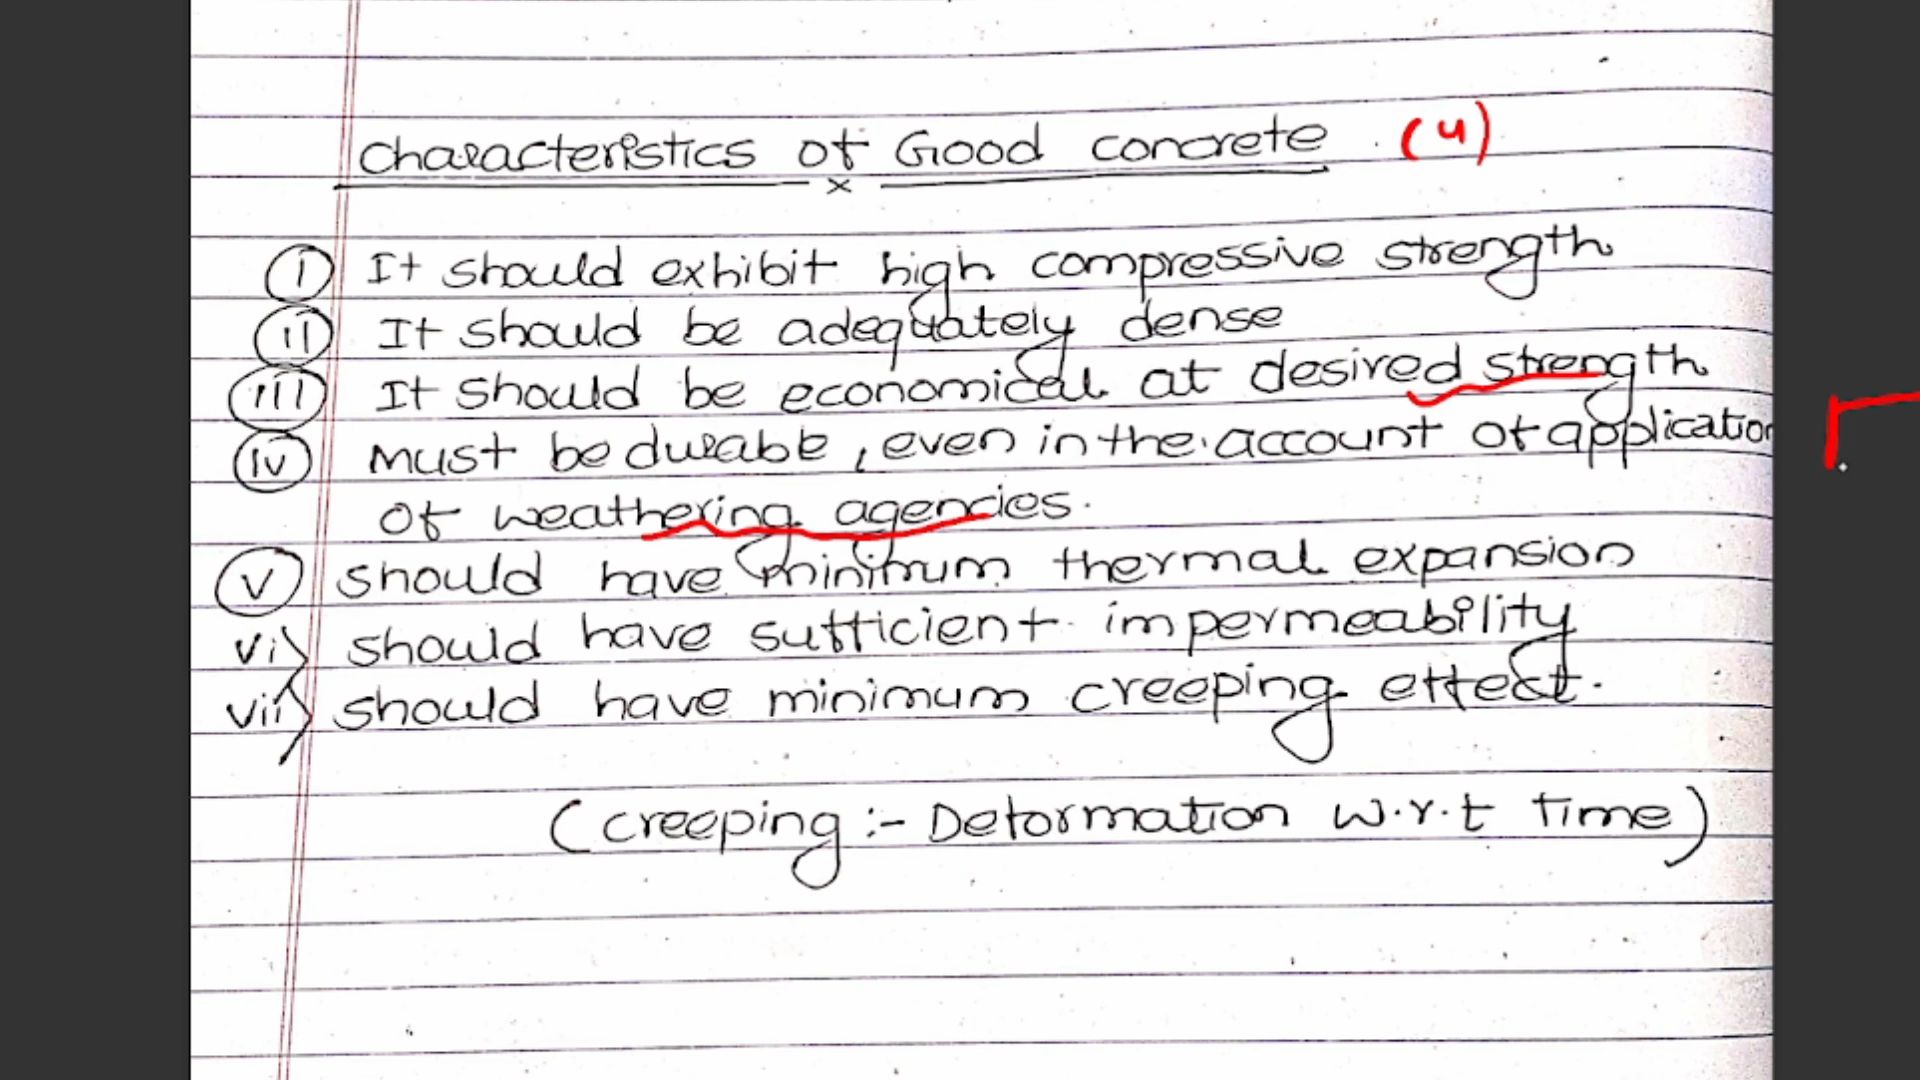 Characteristics of Good concrete (4)
i It should exhibit high compressive strength
ii It should be adequately dense
iii It should be economical at desired strength
iv Must be durable, even in the account of application
of weathering agencies.
v should have minimum thermal expansion
vi) should have sufficient impermeability
vii) should have minimum creeping effect.
(creeping :- Deformation w.r.t Time)